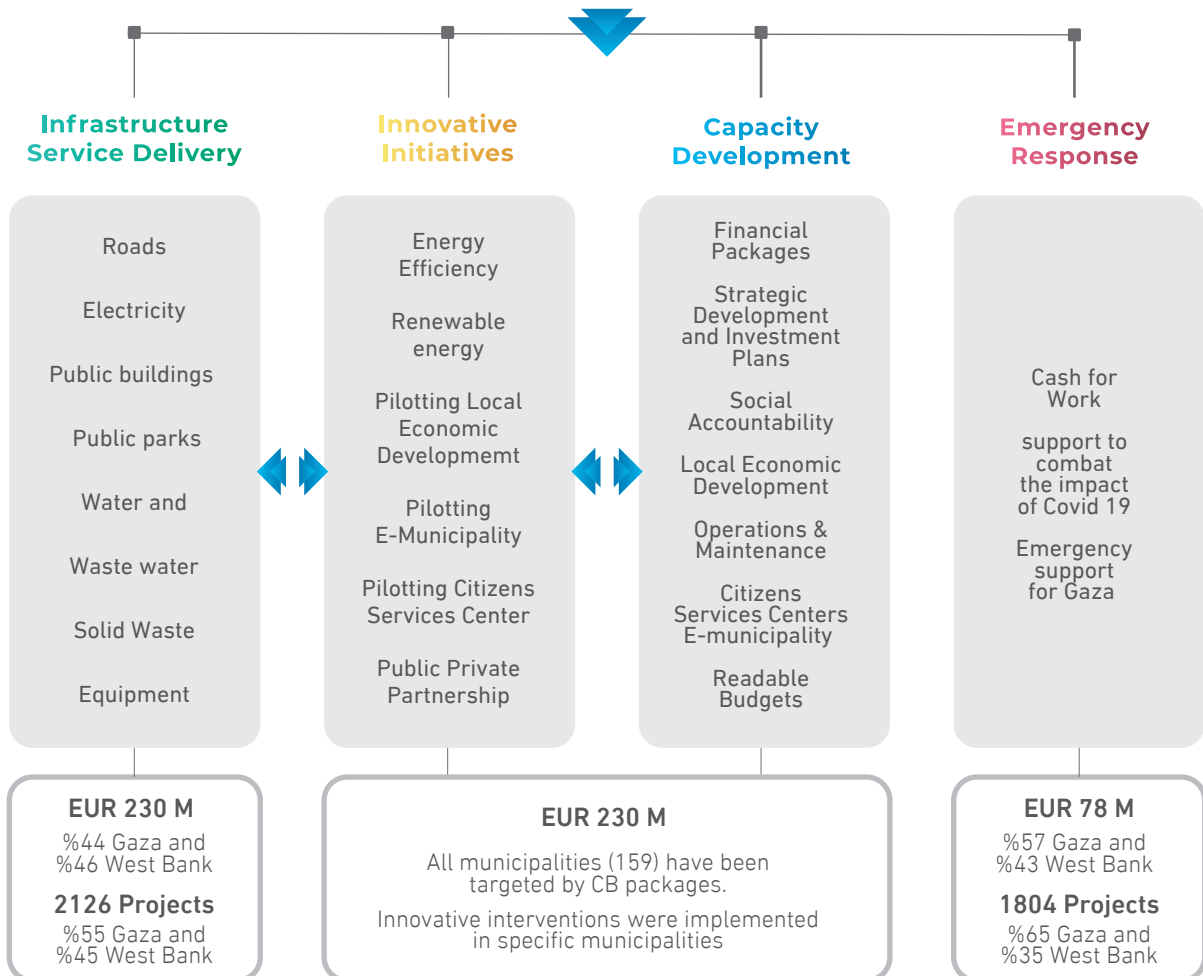 Infrastructure
Service Delivery
Roads
Electricity
Public buildings
Public parks
Water and
Waste water
Solid Waste
Equipment
EUR 230 M
%44 Gaza and
%46 West Bank
2126 Projects
%55 Gaza and
%45 West Bank
Innovative
Initiatives
Energy
Efficiency
Renewable
energy
Pilotting Local
Economic
Developmemt
Pilotting
E-Municipality
Pilotting Citizens
Services Center
Public Private
Partnership
Capacity
Development
Financial
Packages
Strategic
Development
and Investment
Plans
Social
Accountability
Local Economic
Development
Operations &
Maintenance
Citizens
Services Centers
E-municipality
Readable
Budgets
EUR 230 M
All municipalities (159) have been
targeted by CB packages.
Innovative interventions were implemented
in specific municipalities
Emergency
Response
Cash for
Work
support to
combat
the impact
of Covid 19
Emergency
support
for Gaza
EUR 78 M
%57 Gaza and
%43 West Bank
1804 Projects
%65 Gaza and
%35 West Bank